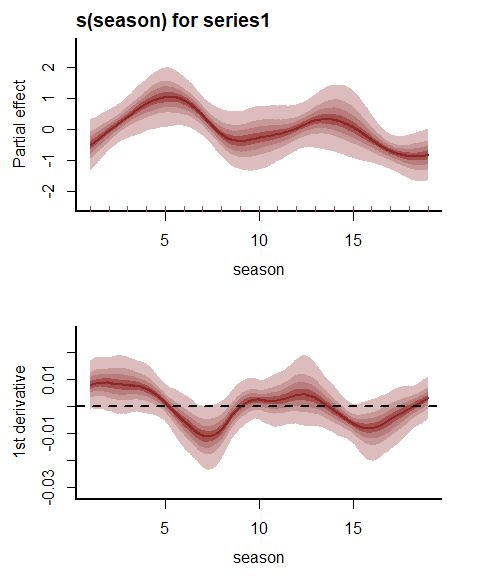 s(season) for series1
Partial effect
2
1
0
-1
-2
5 10 15
season
1st derivative
0.01
-0.01
-0.03
5 10 15
season